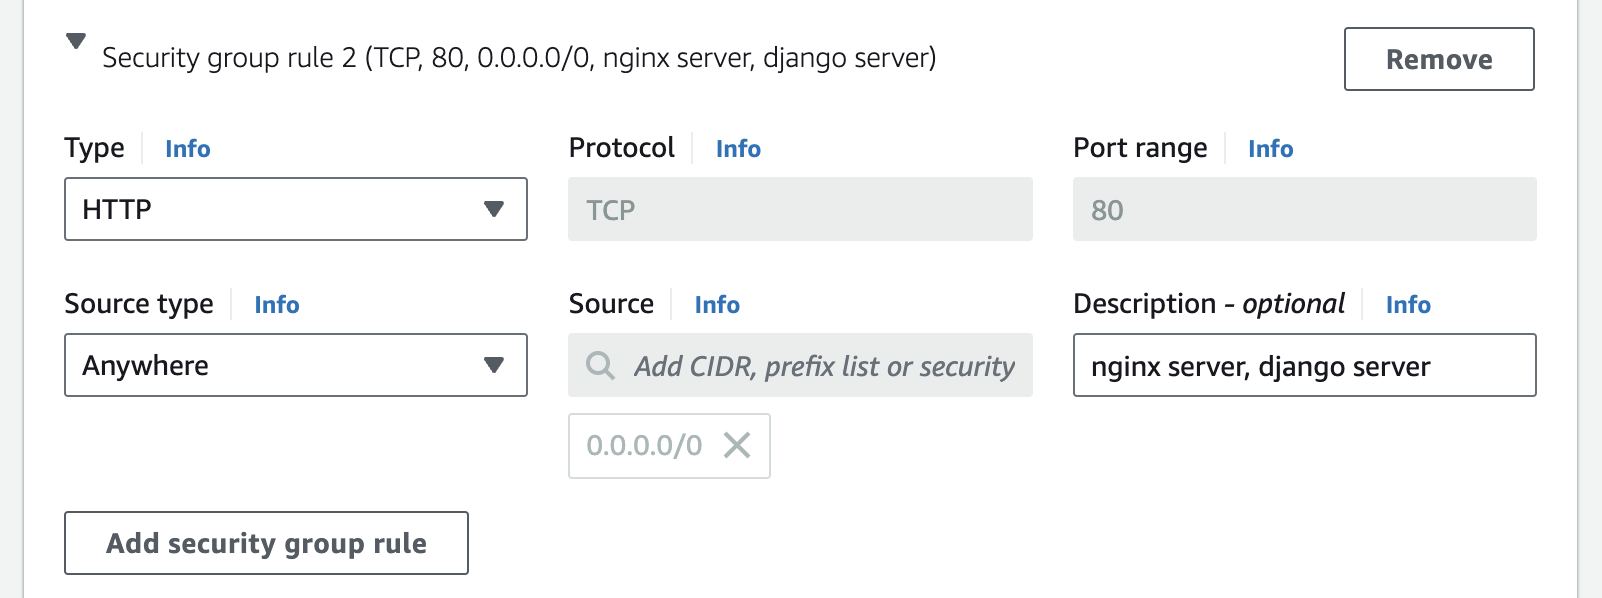 Security group rule 2 (TCP, 80, 0.0.0.0/0, nginx server, django server)
Remove
Type Info
Protocol Info
Port range Info
HTTP
TCP
80
Source type Info
Source Info
Description - optional Info
Anywhere
Add CIDR, prefix list or security
nginx server, django server
0.0.0.0/0
Add security group rule